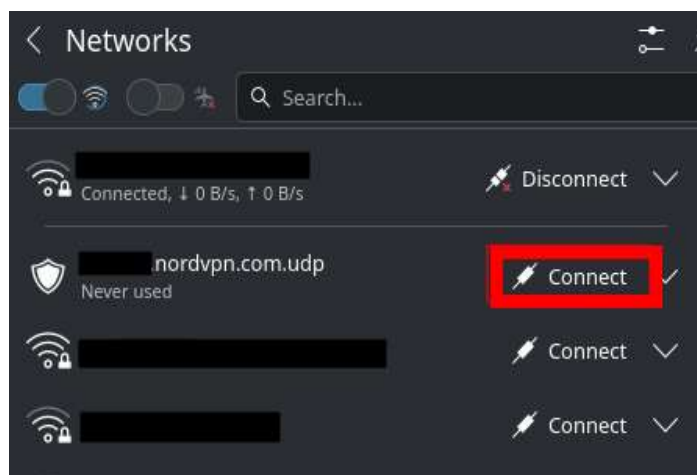 Networks
Search...
Connected, ↓ 0 B/s, ↑ 0 B/s
Disconnect
.nordvpn.com.udp
Never used
Connect
Connect
Connect